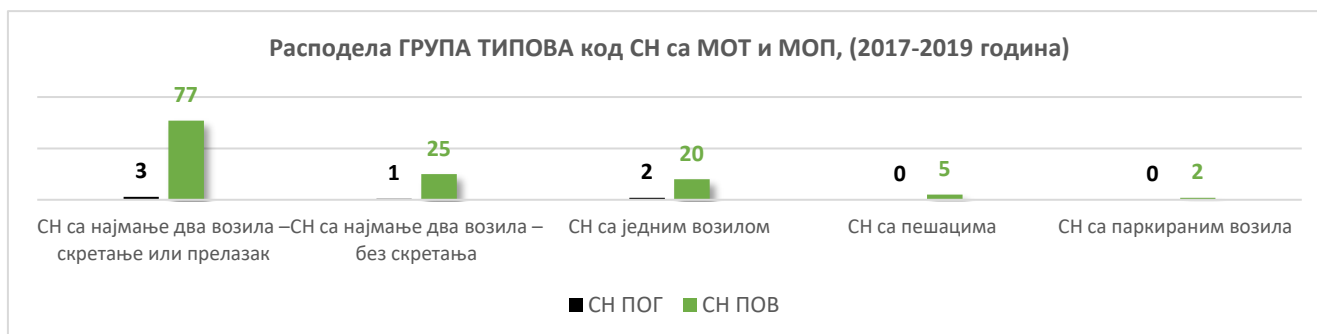 Расподела ГРУПА ТИПОВА код СН са МОТ и МОП, (2017-2019 година)
3
77
1
25
2
20
0
5
0
2
СН са најмање два возила –
скретање или прелазак
СН са најмање два возила –
без скретања
СН са једним возилом
СН са пешацима
СН са паркираним возила
СН ПОГ
СН ПОВ